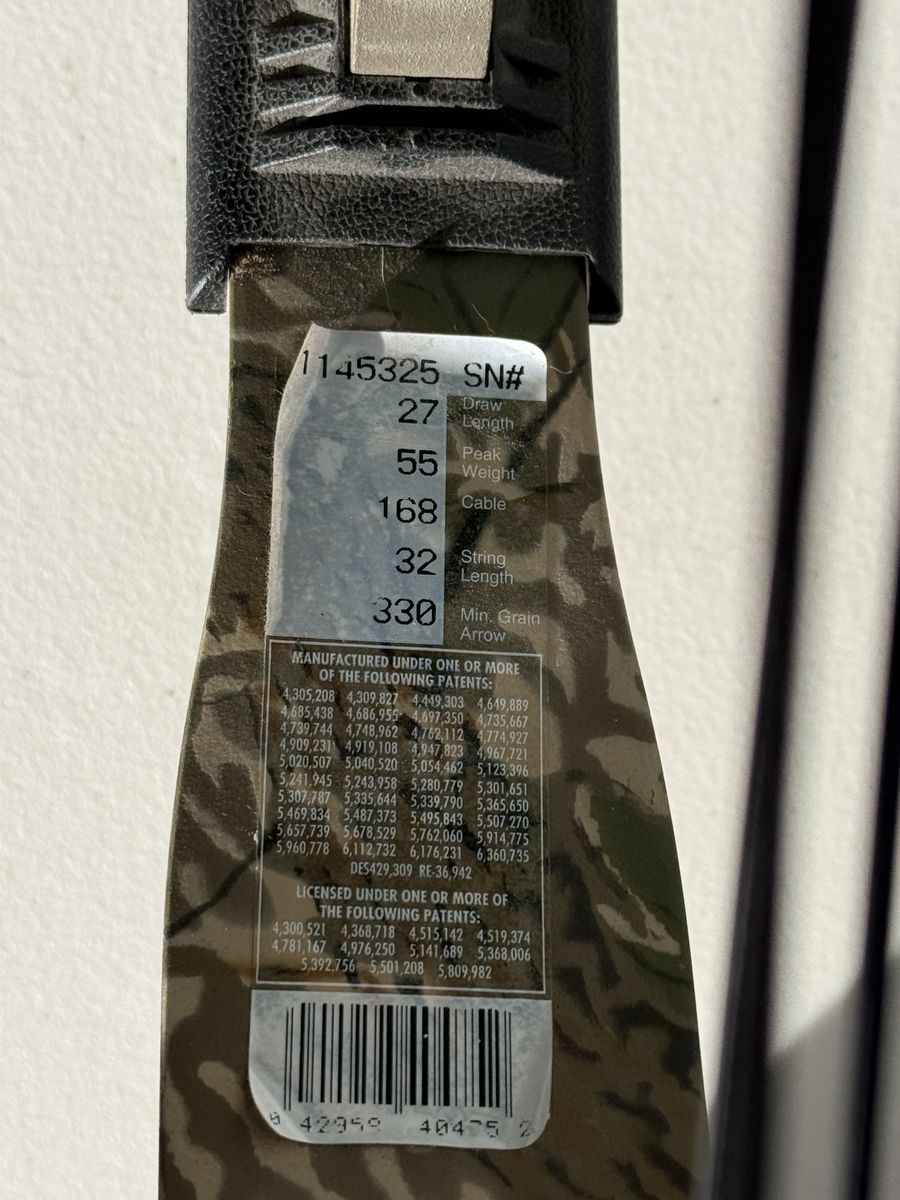 1145325 SN#
27 Draw Length
55 Peak Weight
168 Cable
32 String Length
330 Min. Grain Arrow
MANUFACTURED UNDER ONE OR MORE
OF THE FOLLOWING PATENTS:
4,305,208 4,309,827 4,449,303 4,649,889
4,685,438 4,686,955 4,697,350 4,735,667
4,739,744 4,748,962 4,762,112 4,774,927
4,909,231 4,919,108 4,947,823 4,967,721
5,020,507 5,040,520 5,054,462 5,123,396
5,241,945 5,243,958 5,280,779 5,301,651
5,307,787 5,335,644 5,339,790 5,365,650
5,469,834 5,487,373 5,495,843 5,507,270
5,657,739 5,678,529 5,762,060 5,914,775
5,960,778 6,112,732 6,176,231 6,360,735
DES429,309 RE-36,942
LICENSED UNDER ONE OR MORE OF
THE FOLLOWING PATENTS:
4,300,521 4,368,718 4,515,142 4,519,374
4,781,167 4,976,250 5,141,689 5,368,006
5,392,756 5,501,208 5,809,982
0 42959 2